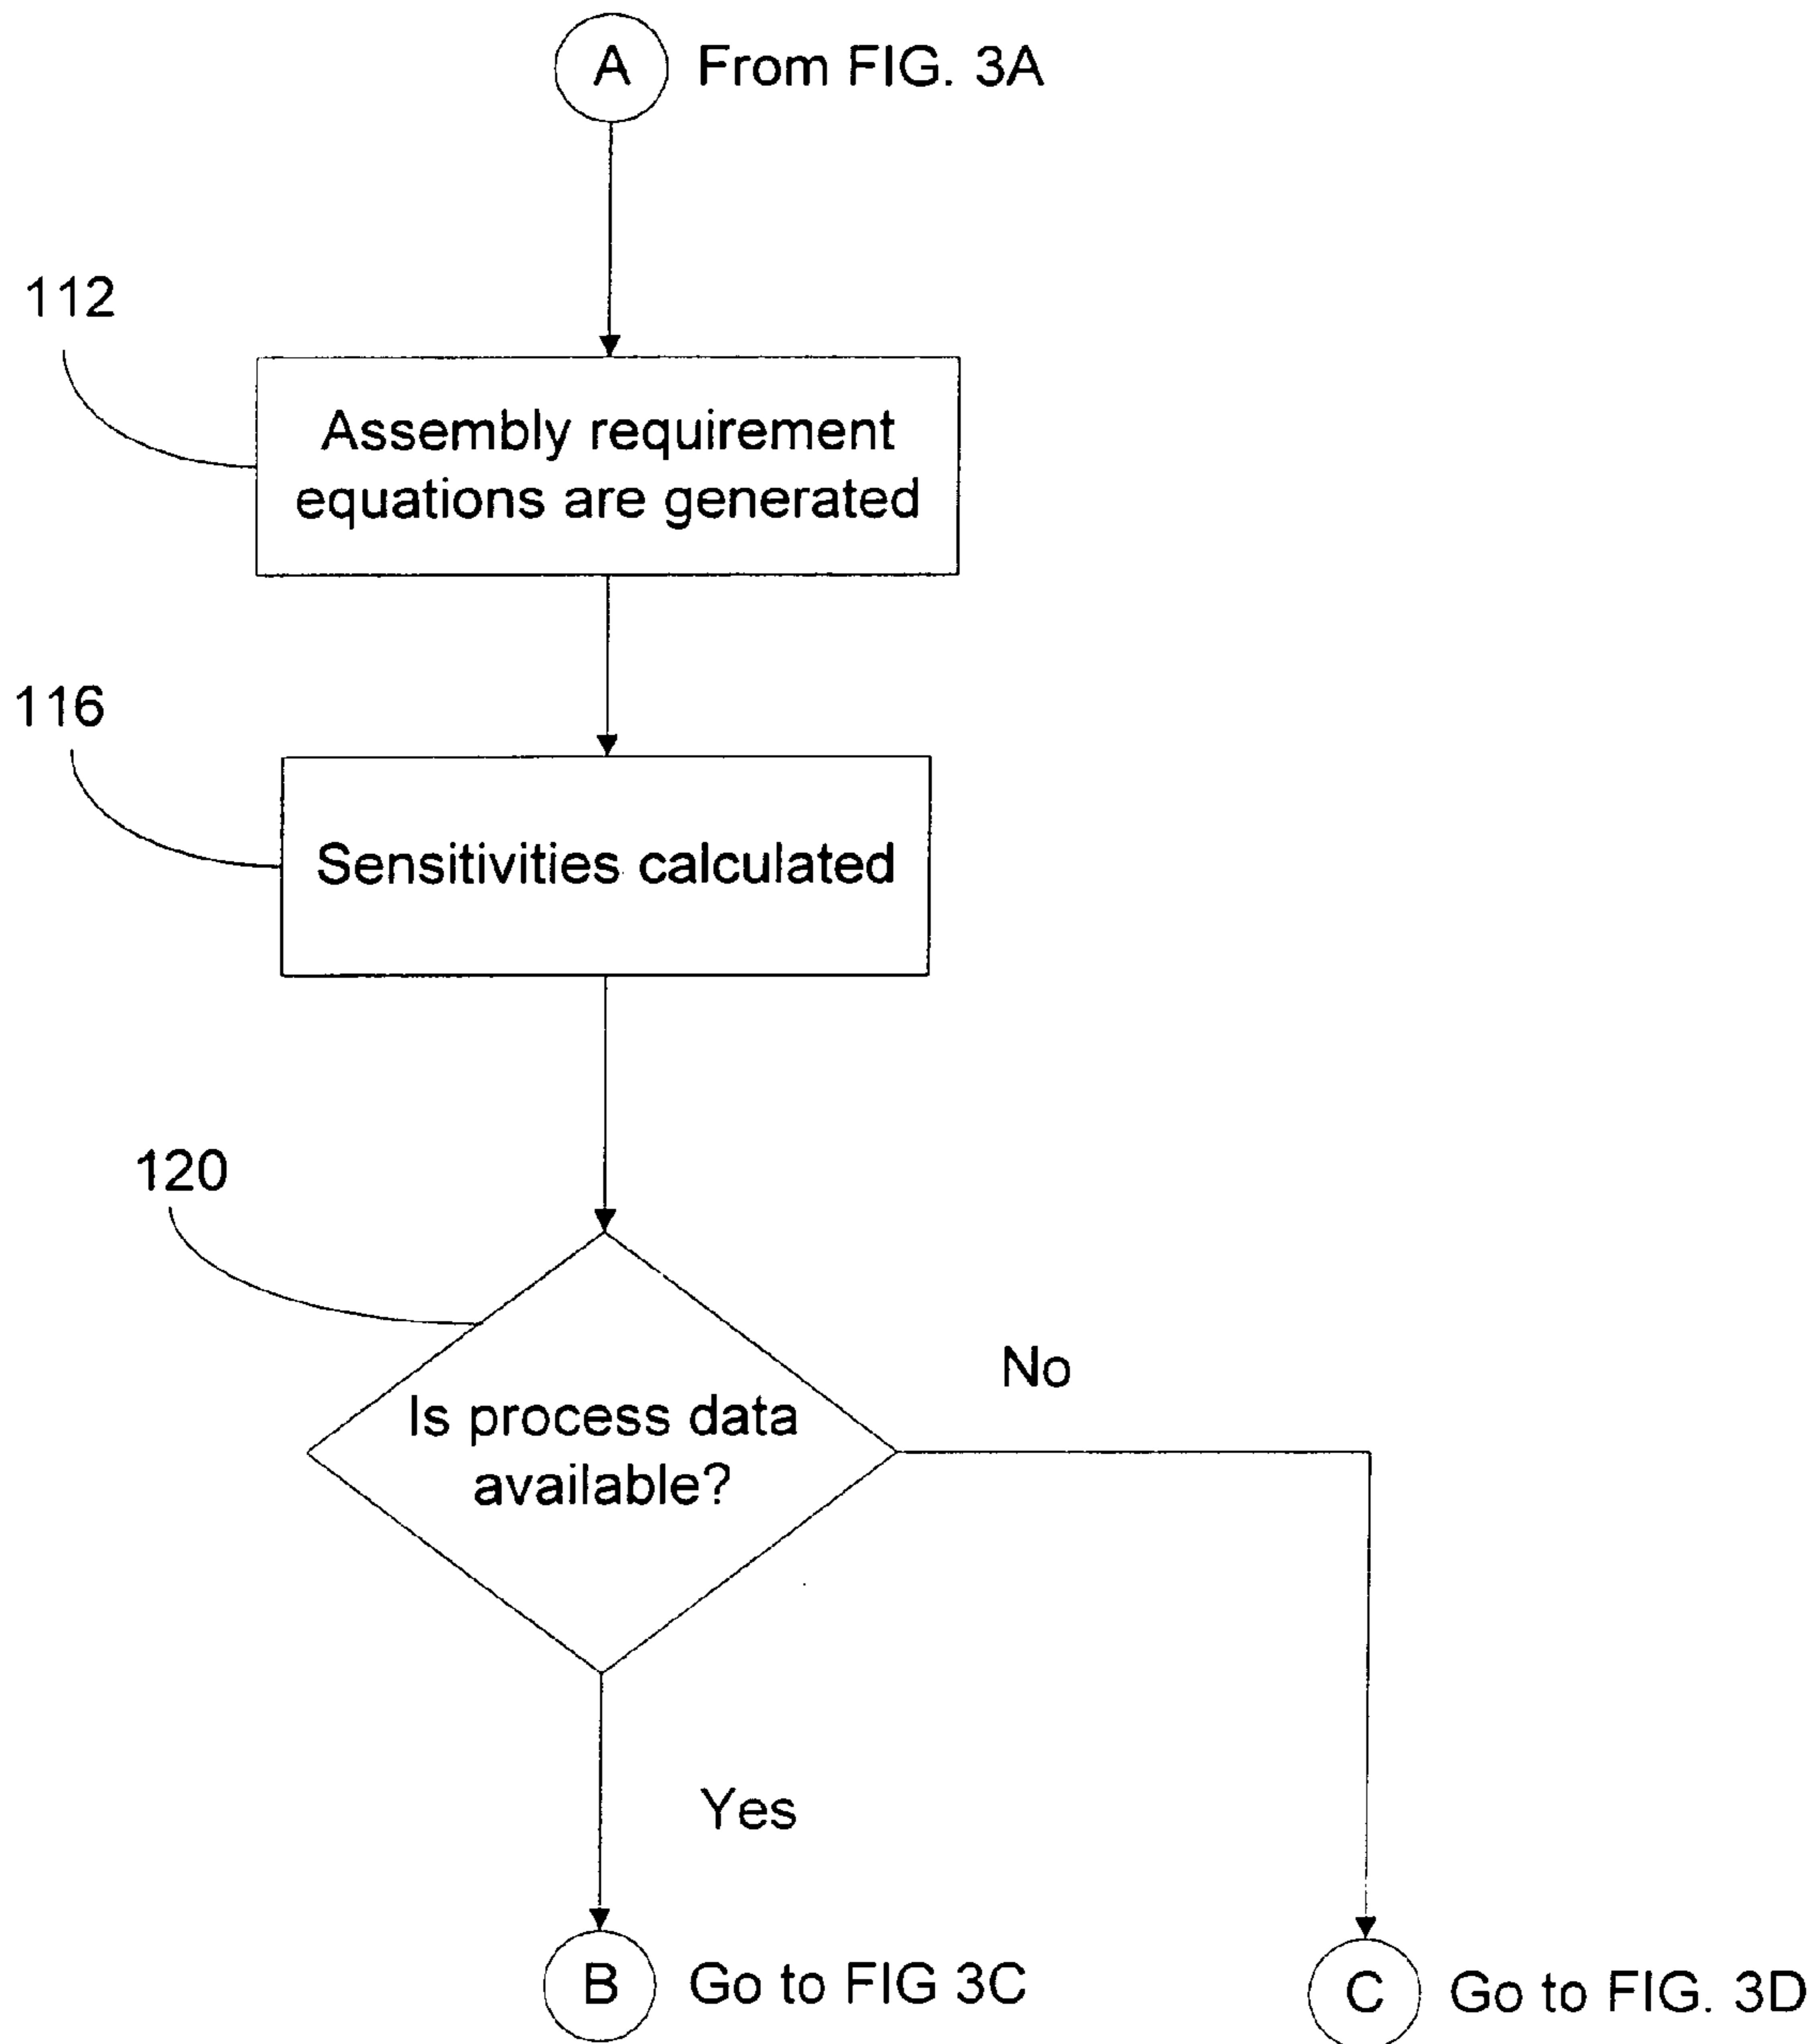 A From FIG. 3A
112
Assembly requirement
equations are generated
116
Sensitivities calculated
120
No
Is process data
available?
Yes
B Go to FIG 3C
C Go to FIG. 3D